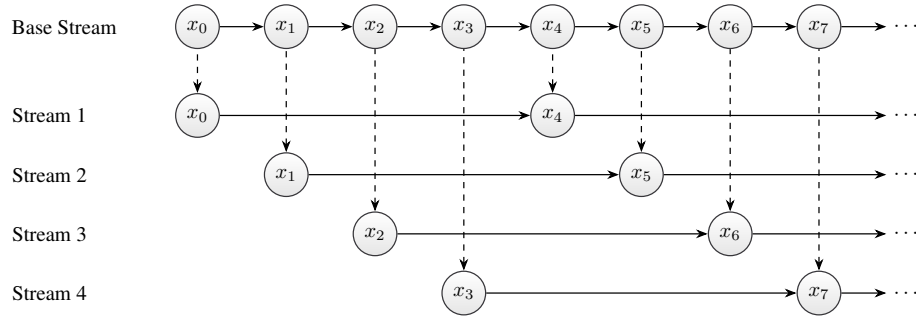 Base Stream x₀ x₁ x₂ x₃ x₄ x₅ x₆ x₇ ⋯
Stream 1 x₀ x₄ ⋯
Stream 2 x₁ x₅ ⋯
Stream 3 x₂ x₆ ⋯
Stream 4 x₃ x₇ ⋯